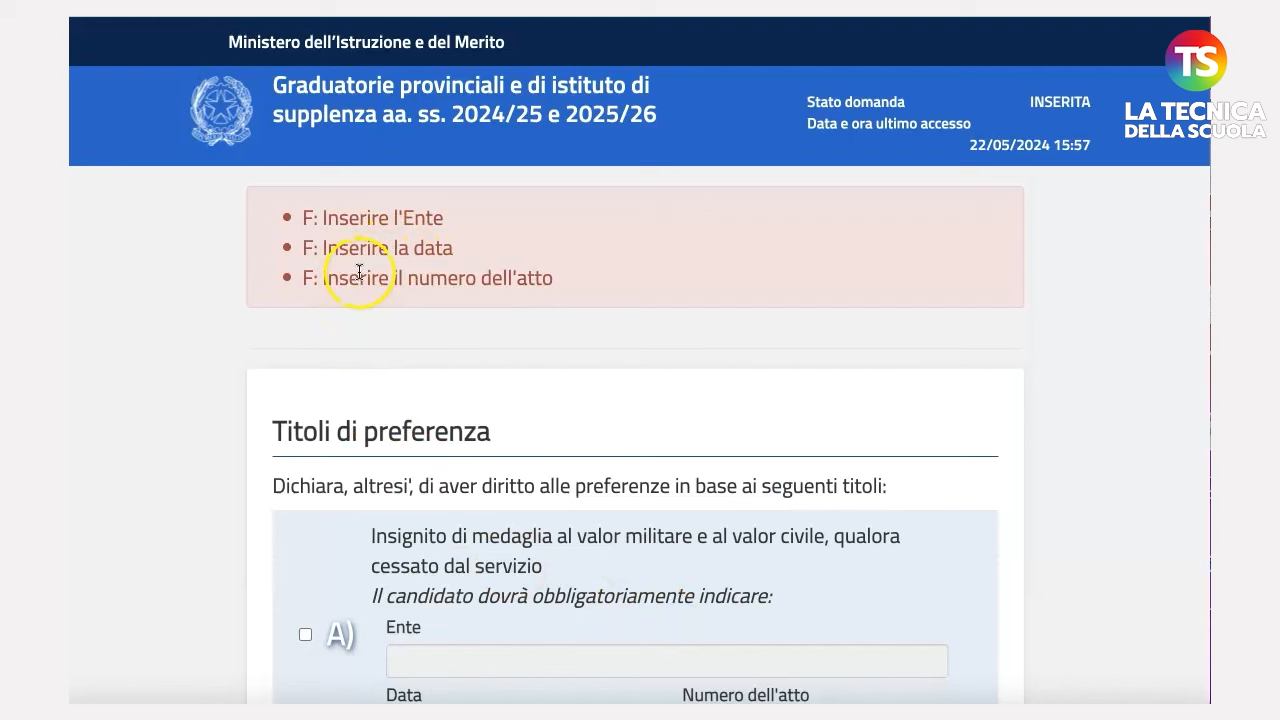 Ministero dell'Istruzione e del Merito
Graduatorie provinciali e di istituto di
supplenza aa. ss. 2024/25 e 2025/26
Stato domanda INSERITA
Data e ora ultimo accesso
22/05/2024 15:57
TS
LA TECNICA
DELLA SCUOLA
F: Inserire l'Ente
F: Inserire la data
F: Inserire il numero dell'atto
Titoli di preferenza
Dichiara, altresi', di aver diritto alle preferenze in base ai seguenti titoli:
Insignito di medaglia al valor militare e al valor civile, qualora
cessato dal servizio
Il candidato dovrà obbligatoriamente indicare:
A)
Ente
Data Numero dell'atto